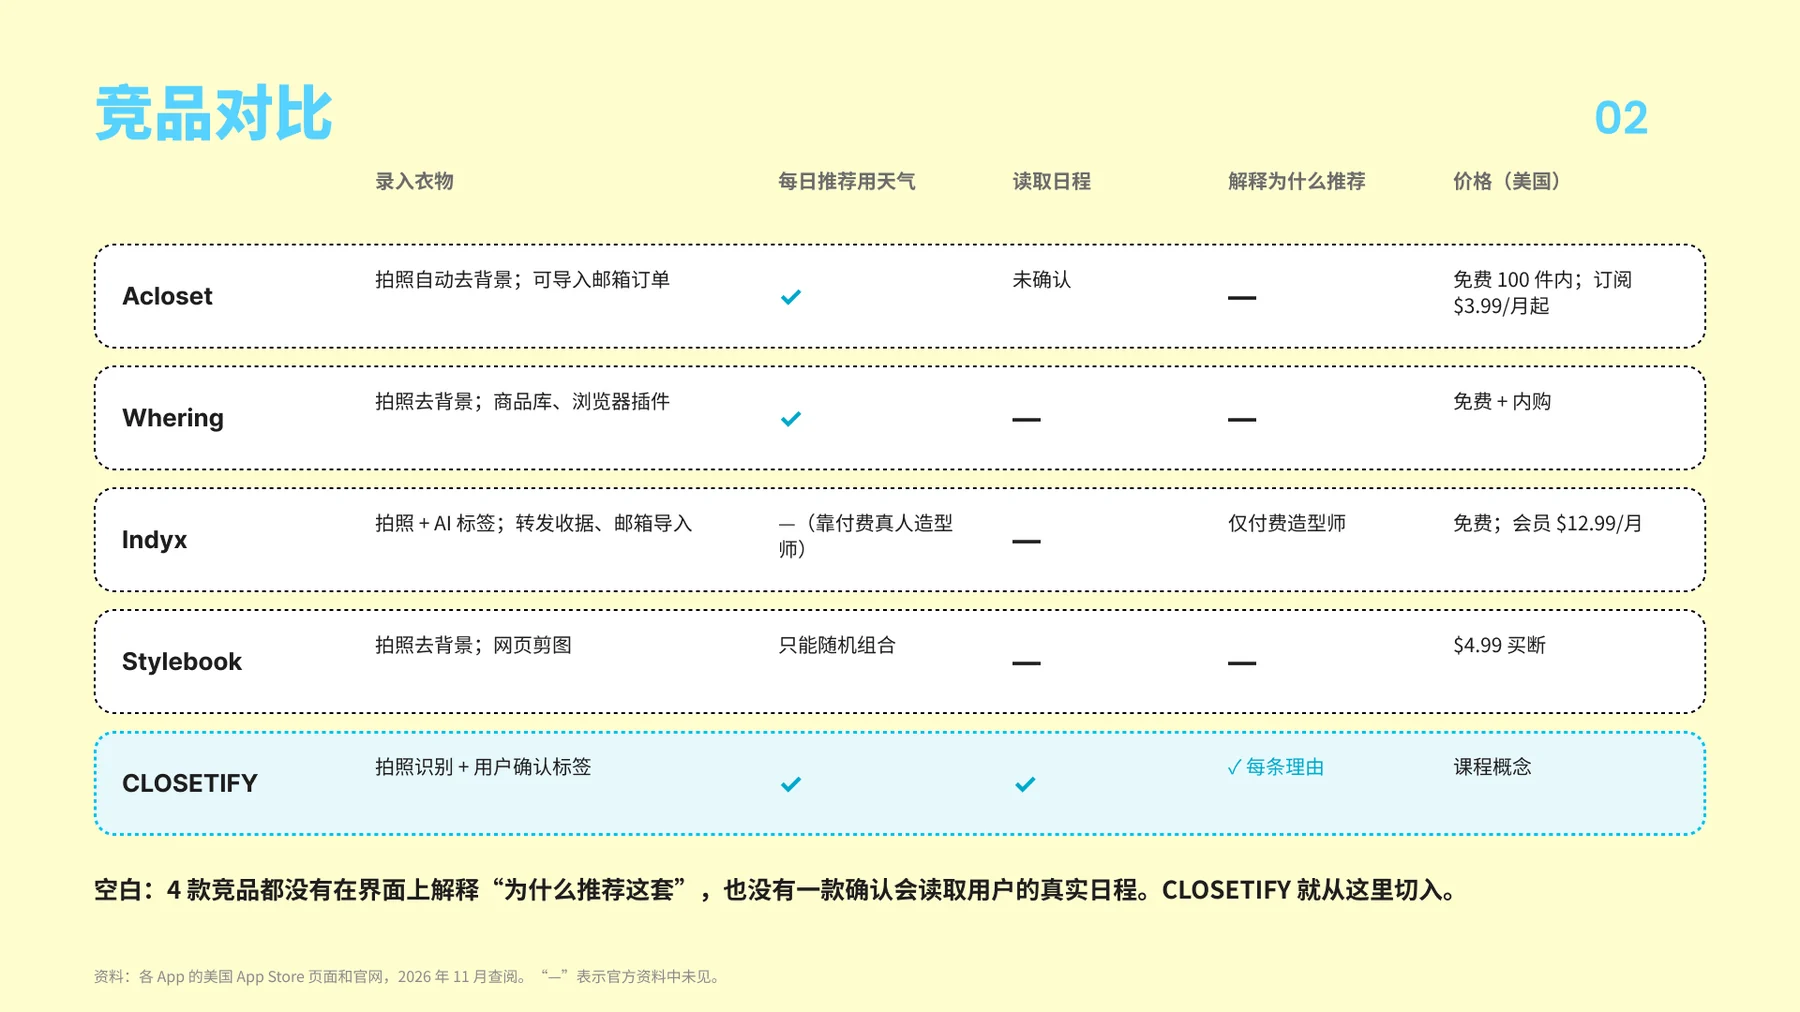 竞品对比
02
录入衣物
每日推荐用天气
读取日程
解释为什么推荐
价格（美国）
Acloset
拍照自动去背景；可导入邮箱订单
✓
未确认
—
免费 100 件内；订阅
$3.99/月起
Whering
拍照去背景；商品库、浏览器插件
✓
—
—
免费 + 内购
Indyx
拍照 + AI 标签；转发收据、邮箱导入
—（靠付费真人造型
师）
—
仅付费造型师
免费；会员 $12.99/月
Stylebook
拍照去背景；网页剪图
只能随机组合
—
—
$4.99 买断
CLOSETIFY
拍照识别 + 用户确认标签
✓
✓
✓ 每条理由
课程概念
空白：4 款竞品都没有在界面上解释“为什么推荐这套”，也没有一款确认会读取用户的真实日程。CLOSETIFY 就从这里切入。
资料：各 App 的美国 App Store 页面和官网，2026 年 11 月查阅。“—”表示官方资料中未见。